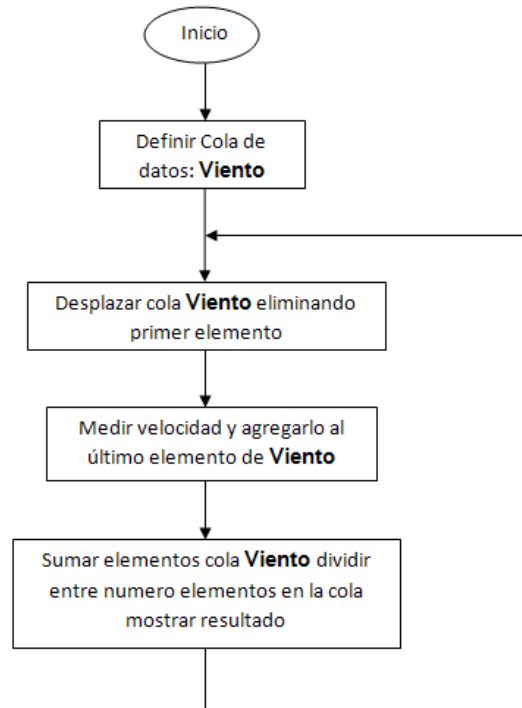 Inicio
Definir Cola de
datos: Viento
Desplazar cola Viento eliminando
primer elemento
Medir velocidad y agregarlo al
último elemento de Viento
Sumar elementos cola Viento dividir
entre numero elementos en la cola
mostrar resultado